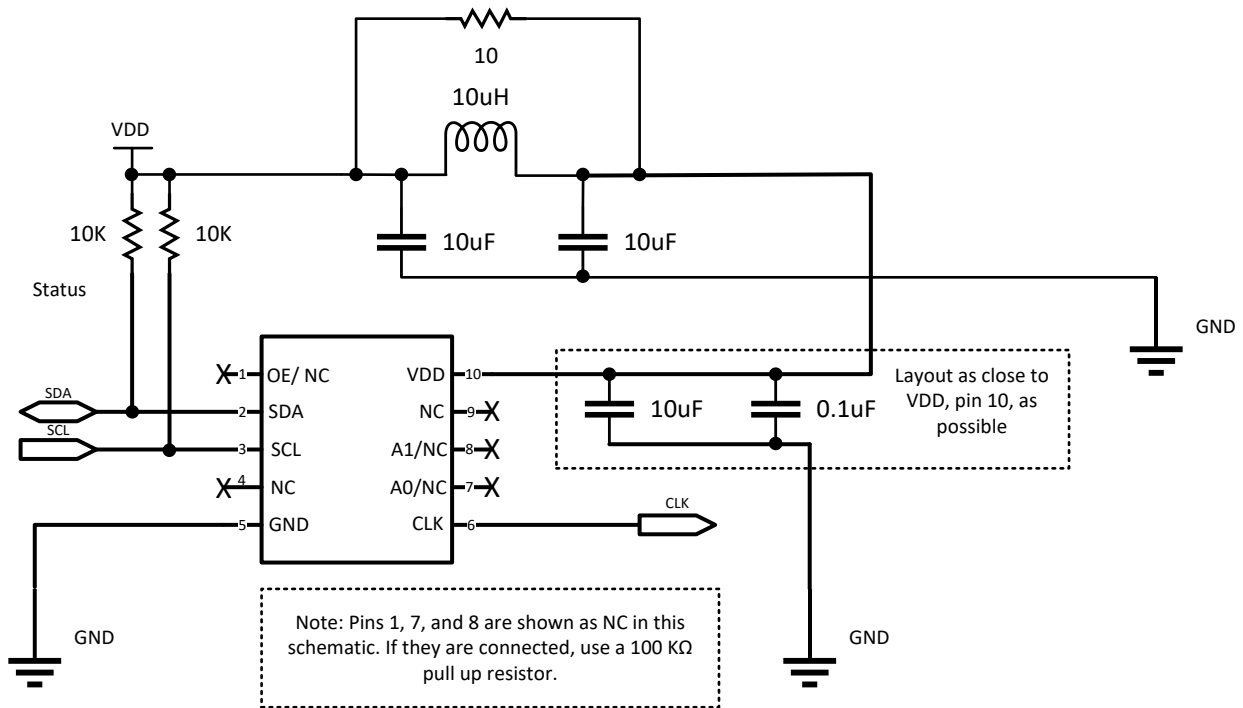 10
10uH
VDD
10K
10K
10uF
10uF
Status
GND
1
OE/ NC
VDD
10
SDA
2
SDA
NC
9
SCL
3
SCL
A1/NC
8
4
NC
A0/NC
7
5
GND
CLK
6
CLK
10uF
0.1uF
Layout as close to
VDD, pin 10, as
possible
GND
GND
Note: Pins 1, 7, and 8 are shown as NC in this
schematic. If they are connected, use a 100 KΩ
pull up resistor.